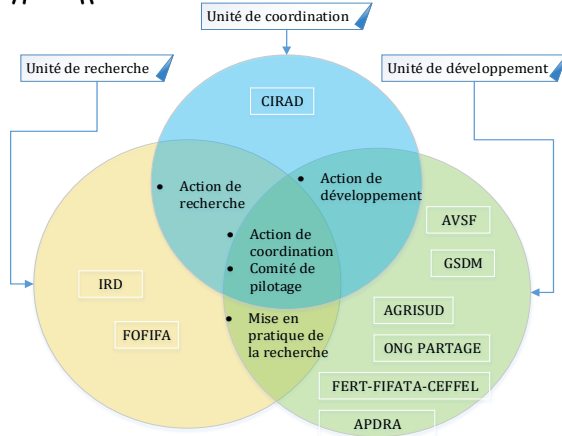 Unité de coordination
Unité de recherche
Unité de développement
CIRAD
• Action de
recherche
• Action de
développement
• Action de
coordination
• Comité de
pilotage
• Mise en
pratique de
la recherche
IRD
FOFIFA
AVSF
GSDM
AGRISUD
ONG PARTAGE
FERT-FIFATA-CEFFEL
APDRA